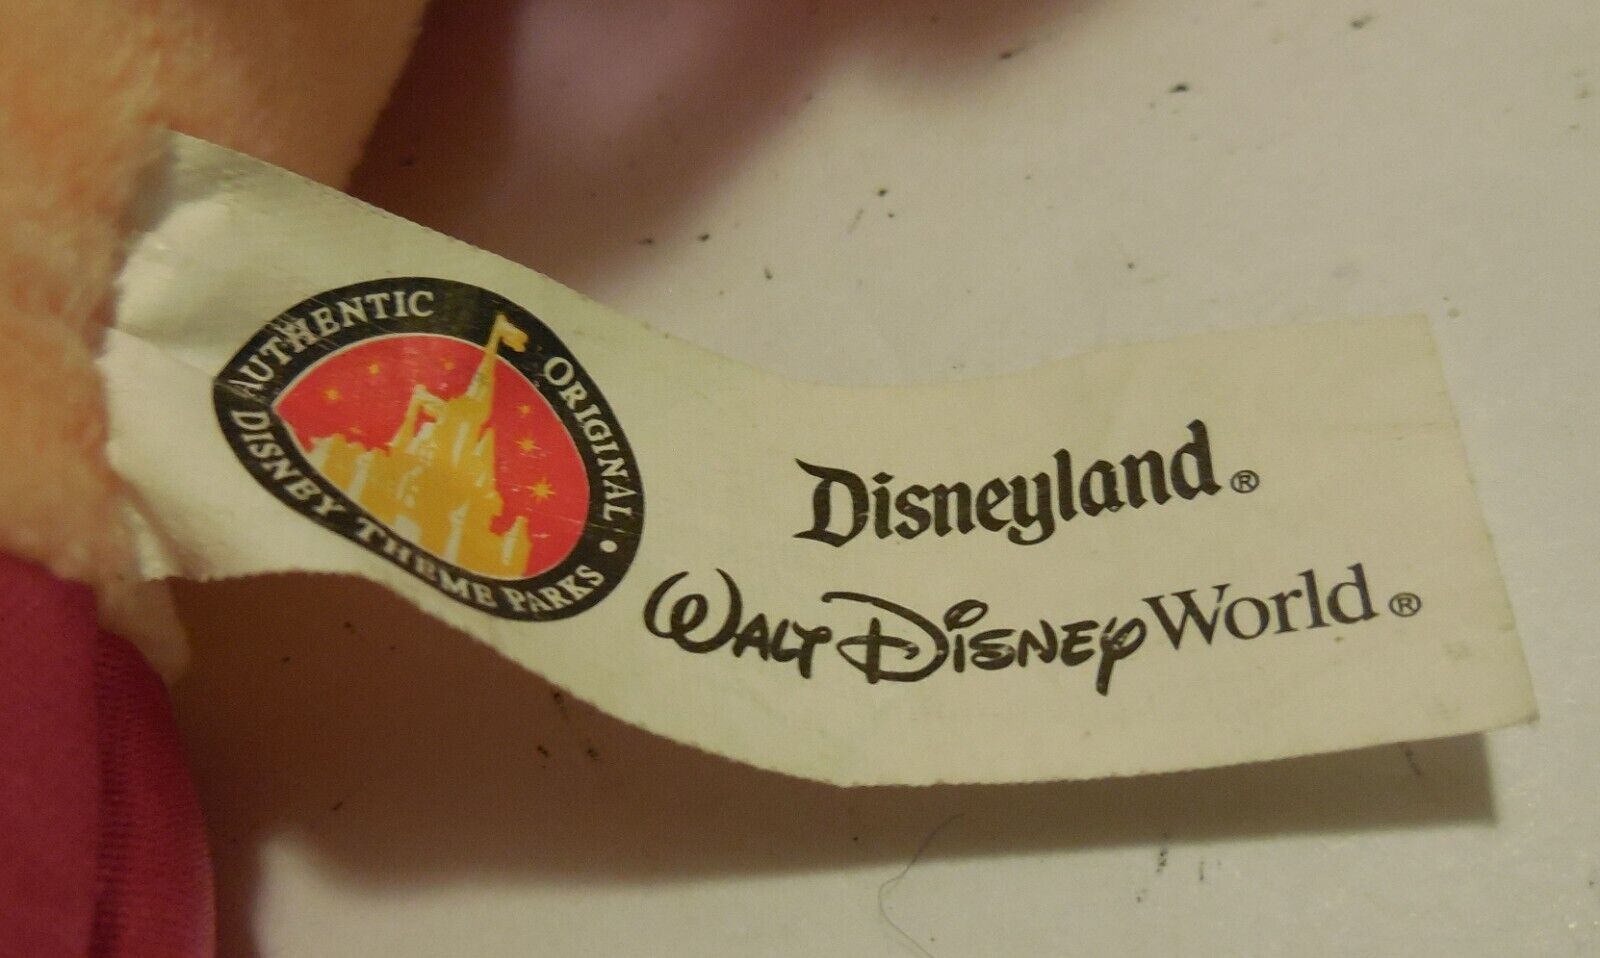 AUTHENTIC ORIGINAL •
DISNEY THEME PARKS
Disneyland®
WALT DISNEY World®